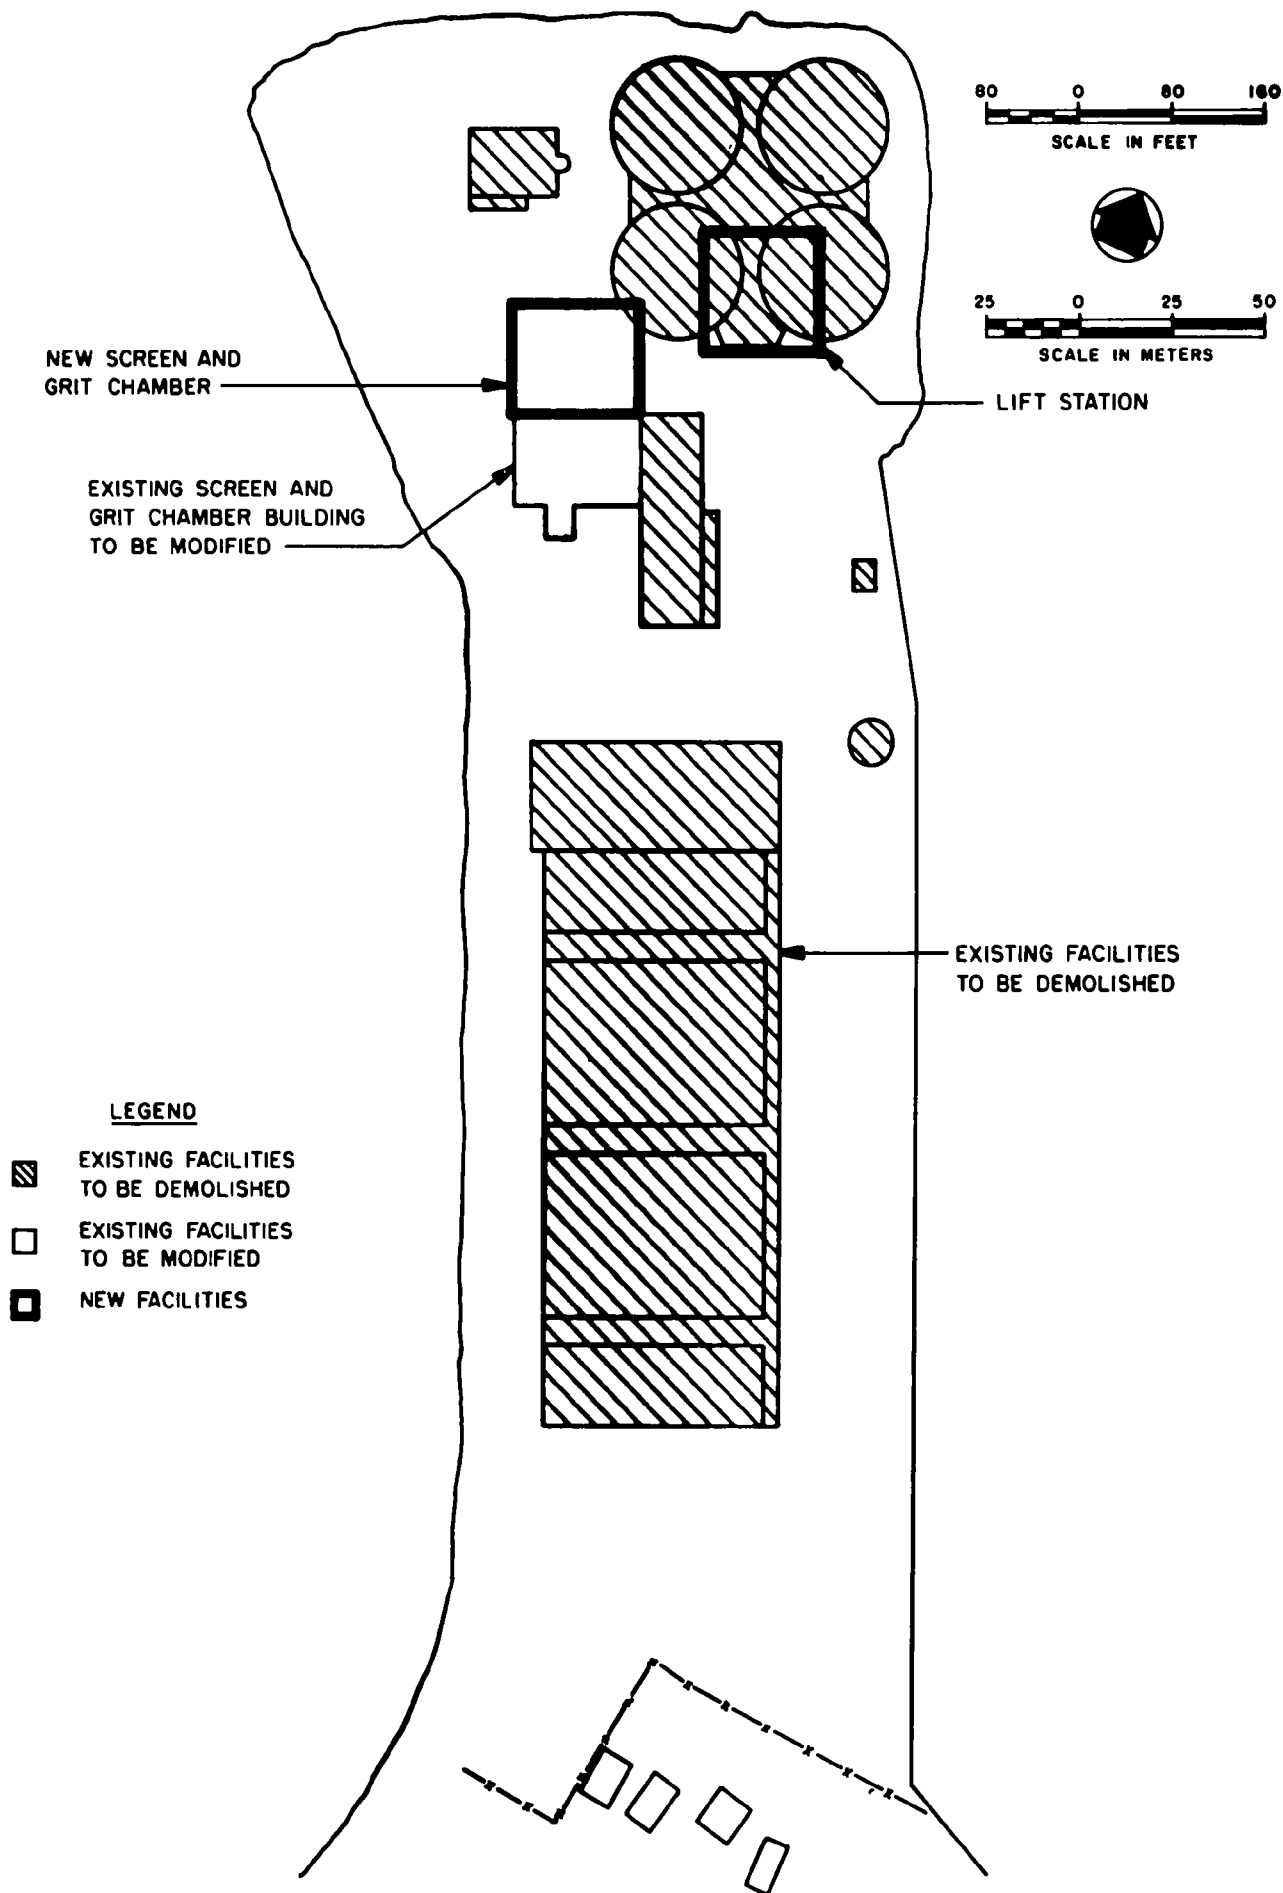 80 0 80 160
SCALE IN FEET
25 0 25 50
SCALE IN METERS
NEW SCREEN AND
GRIT CHAMBER
LIFT STATION
EXISTING SCREEN AND
GRIT CHAMBER BUILDING
TO BE MODIFIED
EXISTING FACILITIES
TO BE DEMOLISHED
LEGEND
EXISTING FACILITIES
TO BE DEMOLISHED
EXISTING FACILITIES
TO BE MODIFIED
NEW FACILITIES